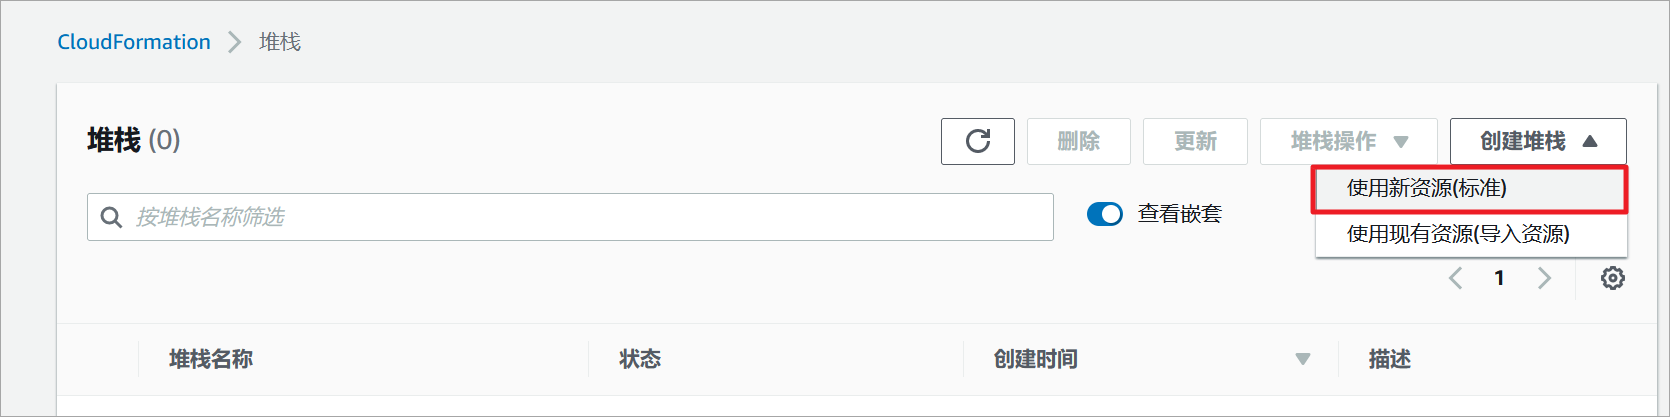 CloudFormation > 堆栈
堆栈 (0)
删除 更新 堆栈操作 创建堆栈
使用新资源(标准)
按堆栈名称筛选 查看嵌套
使用现有资源(导入资源)
1
堆栈名称 状态 创建时间 描述